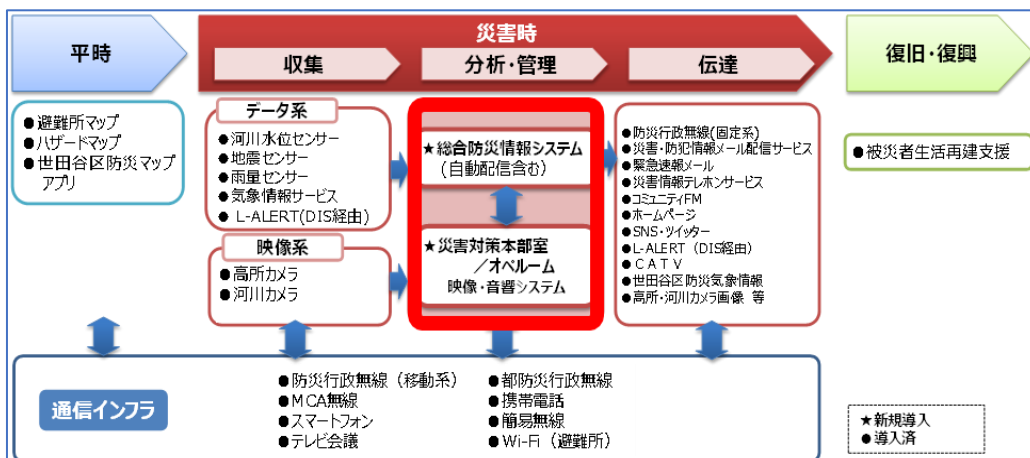 平時
災害時
収集
分析・管理
伝達
復旧・復興
●避難所マップ
●ハザードマップ
●世田谷区防災マップ
アプリ
データ系
●河川水位センサー
●地震センサー
●雨量センサー
●気象情報サービス
●L-ALERT(DIS経由)
映像系
●高所カメラ
●河川カメラ
★総合防災情報システム
(自動配信含む)
★災害対策本部室
／オペルーム
映像・音響システム
●防災行政無線(固定系)
●災害・防犯情報メール配信サービス
●緊急速報メール
●災害情報テレホンサービス
●コミュニティFM
●ホームページ
●SNS・ツイッター
●L-ALERT（DIS経由）
●ＣＡＴＶ
●世田谷区防災気象情報
●高所・河川カメラ画像 等
●被災者生活再建支援
通信インフラ
●防災行政無線（移動系）
●MCA無線
●スマートフォン
●テレビ会議
●都防災行政無線
●携帯電話
●簡易無線
●Wi-Fi（避難所）
★新規導入
●導入済